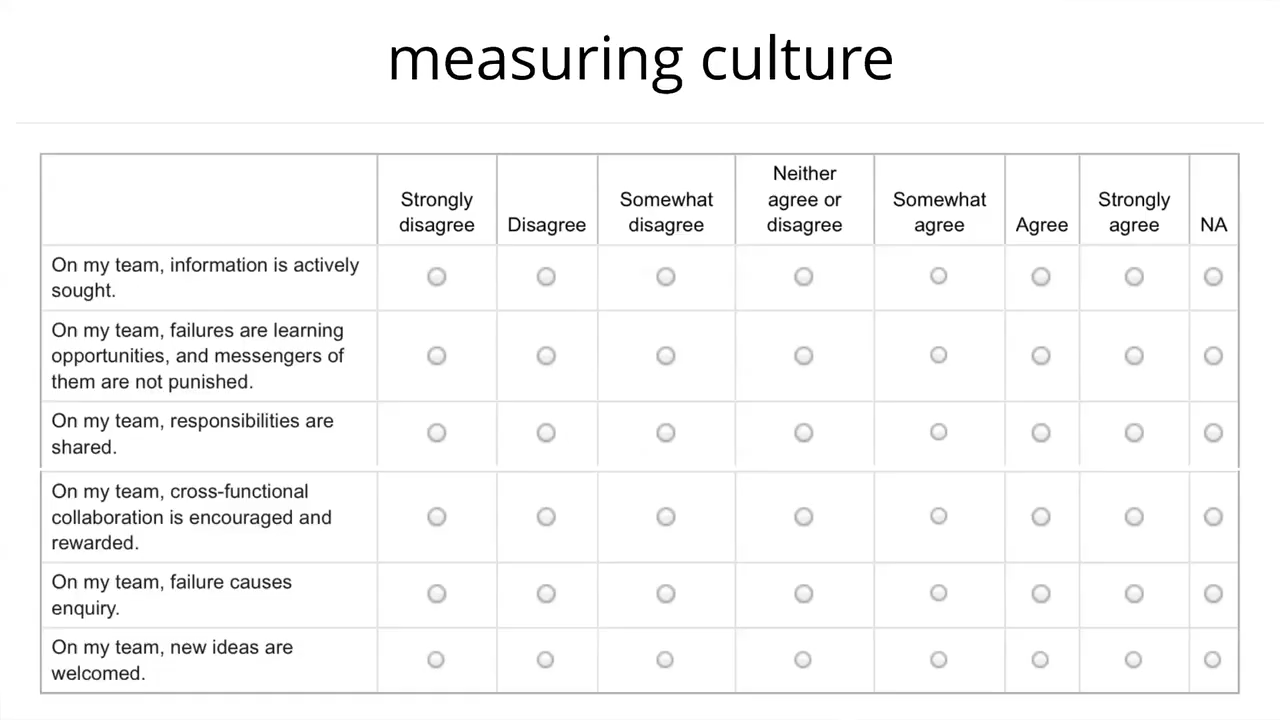 measuring culture
Strongly disagree
Disagree
Somewhat disagree
Neither agree or disagree
Somewhat agree
Agree
Strongly agree
NA
On my team, information is actively
sought.
On my team, failures are learning
opportunities, and messengers of
them are not punished.
On my team, responsibilities are
shared.
On my team, cross-functional
collaboration is encouraged and
rewarded.
On my team, failure causes
enquiry.
On my team, new ideas are
welcomed.